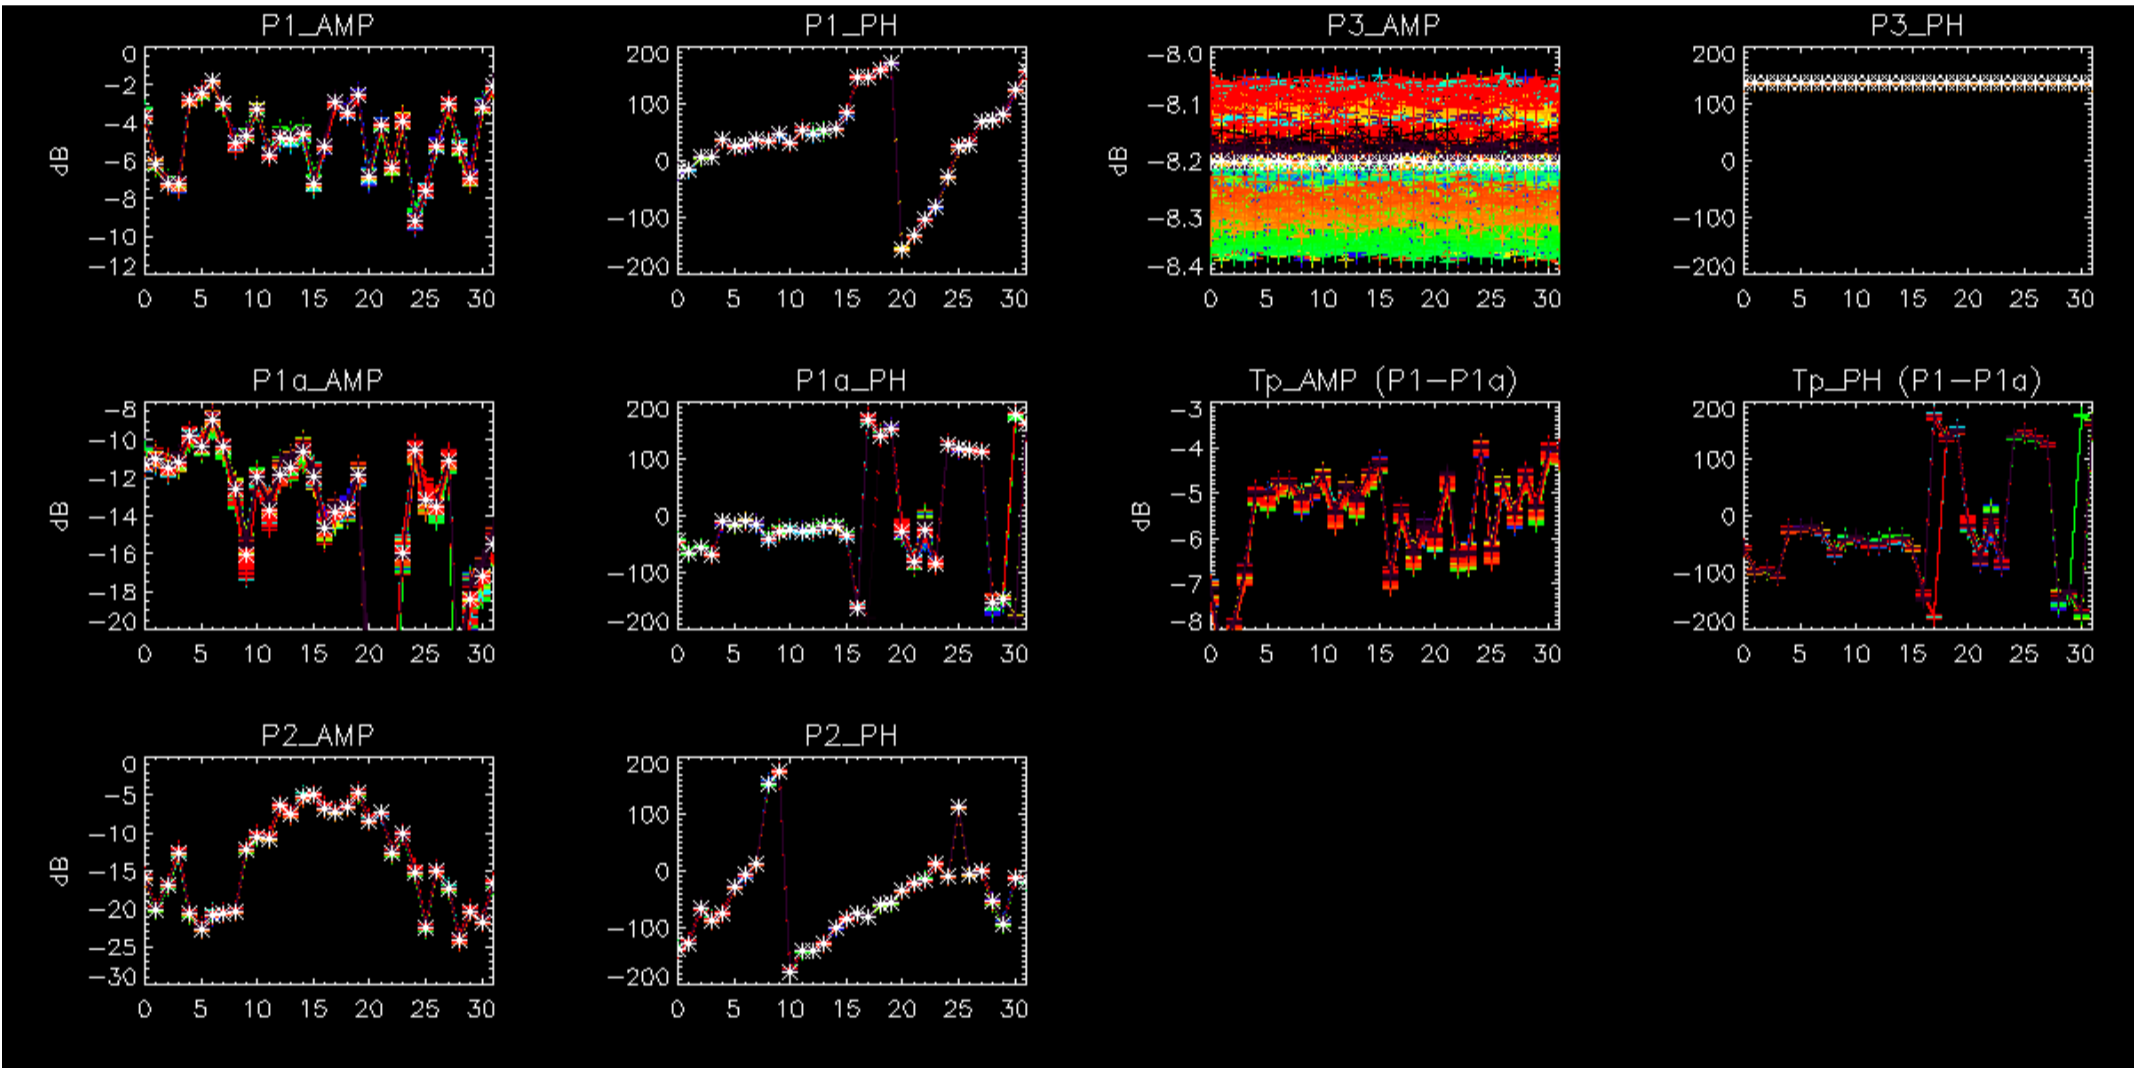 P1_AMP
0
−2
−4
−6
−8
−10
−12
dB
0 5 10 15 20 25 30
P1_PH
200
100
0
−100
−200
0 5 10 15 20 25 30
P3_AMP
−8.0
−8.1
−8.2
−8.3
−8.4
dB
0 5 10 15 20 25 30
P3_PH
200
100
0
−100
−200
0 5 10 15 20 25 30
P1a_AMP
−8
−10
−12
−14
−16
−18
−20
dB
0 5 10 15 20 25 30
P1a_PH
200
100
0
−100
−200
0 5 10 15 20 25 30
Tp_AMP (P1−P1a)
−3
−4
−5
−6
−7
−8
dB
0 5 10 15 20 25 30
Tp_PH (P1−P1a)
200
100
0
−100
−200
0 5 10 15 20 25 30
P2_AMP
0
−5
−10
−15
−20
−25
−30
dB
0 5 10 15 20 25 30
P2_PH
200
100
0
−100
−200
0 5 10 15 20 25 30